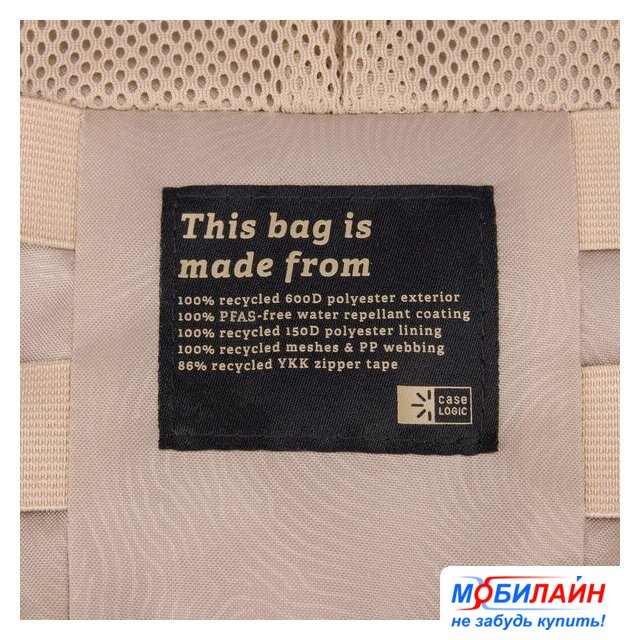 This bag is
made from
100% recycled 600D polyester exterior
100% PFAS-free water repellant coating
100% recycled 150D polyester lining
100% recycled meshes & PP webbing
86% recycled YKK zipper tape
case
LOGIC
МОБИЛАЙН
не забудь купить!